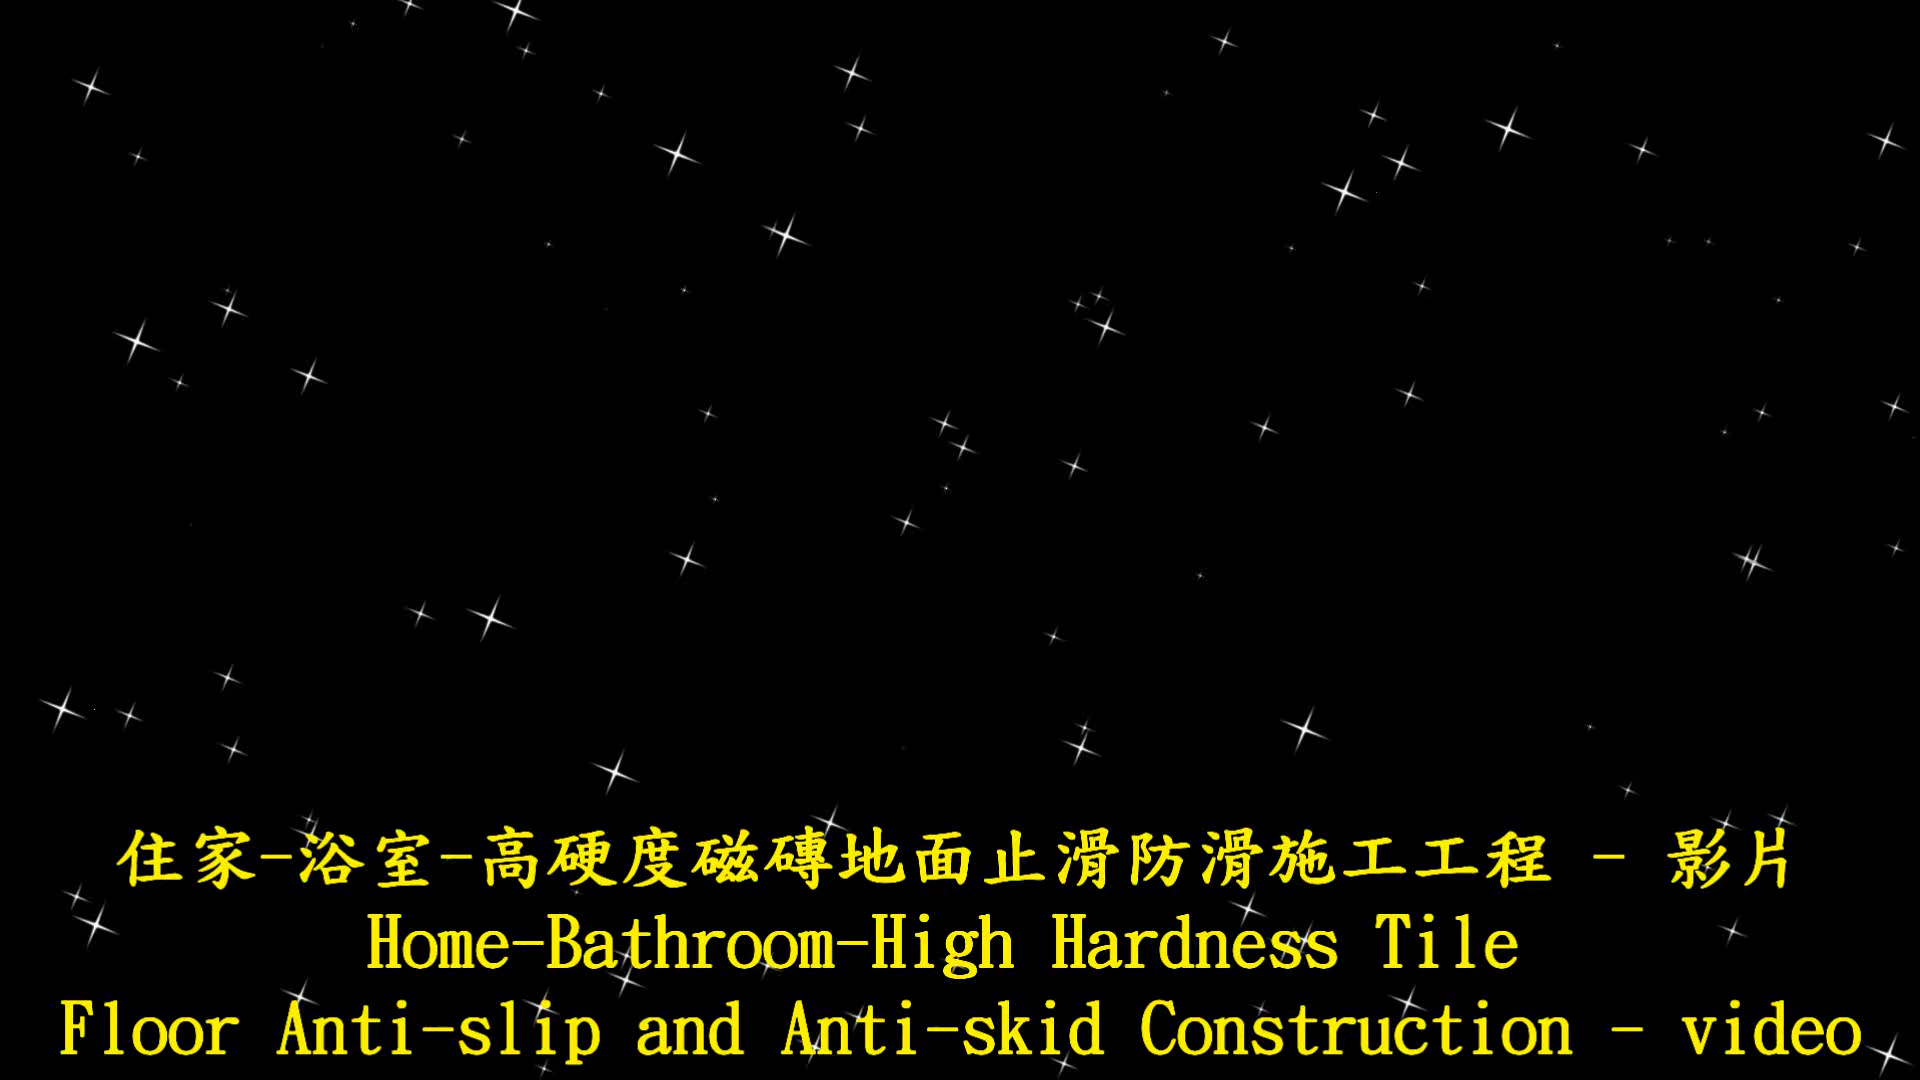 住家-浴室-高硬度磁磚地面止滑防滑施工工程 - 影片
Home-Bathroom-High Hardness Tile
Floor Anti-slip and Anti-skid Construction - video